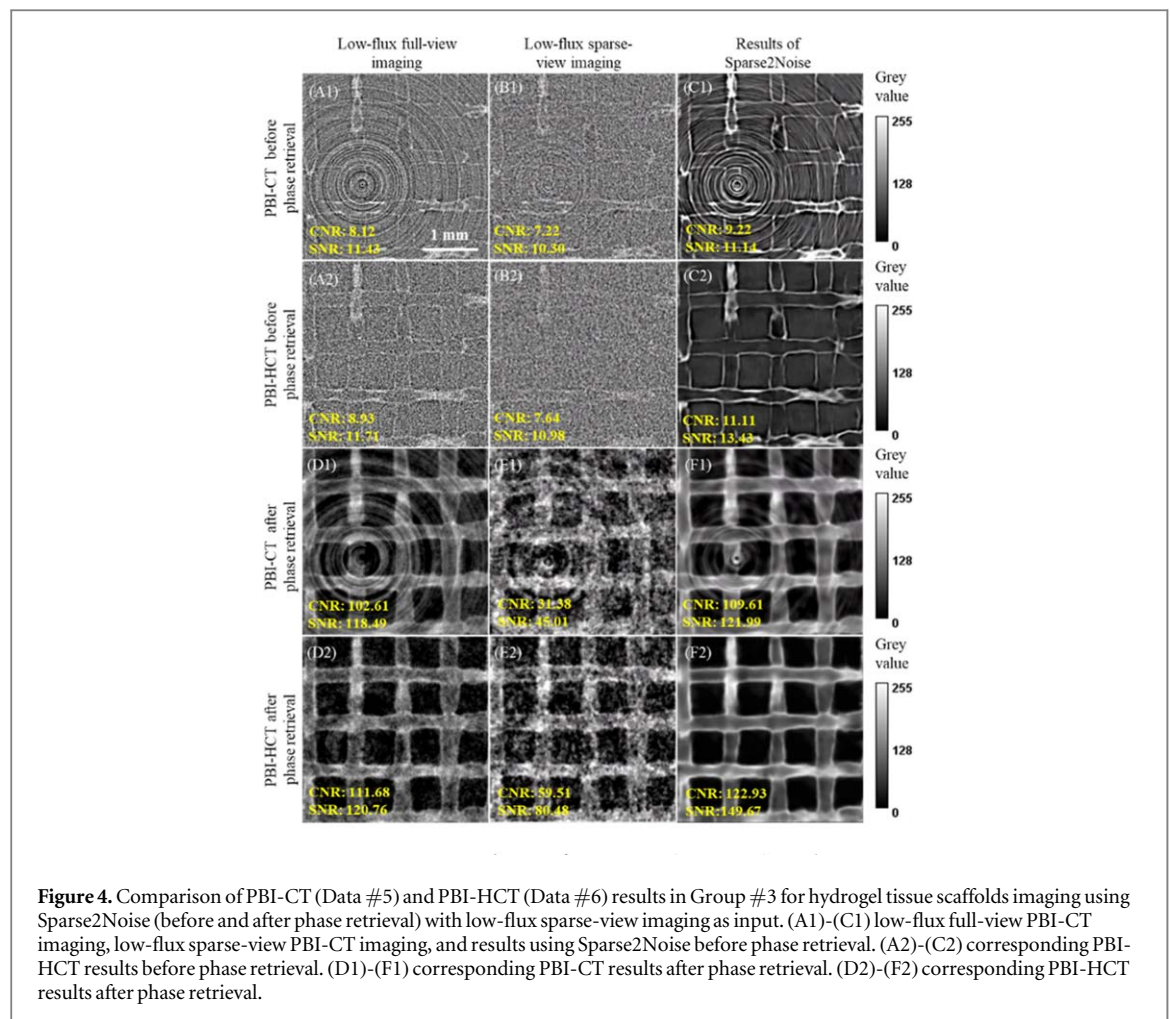 Low-flux full-view
imaging
Low-flux sparse-
view imaging
Results of
Sparse2Noise
PBI-CT before
phase retrieval
(A1)
CNR: 8.12
SNR: 11.43
1 mm
(B1)
CNR: 7.22
SNR: 10.30
(C1)
CNR: 9.22
SNR: 11.14
Grey
value
255
128
0
PBI-HCT before
phase retrieval
(A2)
CNR: 8.93
SNR: 11.71
(B2)
CNR: 7.64
SNR: 10.98
(C2)
CNR: 11.11
SNR: 13.43
Grey
value
255
128
0
PBI-CT after
phase retrieval
(D1)
CNR: 102.61
SNR: 118.49
(E1)
CNR: 31.38
SNR: 45.01
(F1)
CNR: 109.61
SNR: 121.99
Grey
value
255
128
0
PBI-HCT after
phase retrieval
(D2)
CNR: 111.68
SNR: 120.76
(E2)
CNR: 59.51
SNR: 80.48
(F2)
CNR: 122.93
SNR: 149.67
Grey
value
255
128
0
Figure 4. Comparison of PBI-CT (Data #5) and PBI-HCT (Data #6) results in Group #3 for hydrogel tissue scaffolds imaging using
Sparse2Noise (before and after phase retrieval) with low-flux sparse-view imaging as input. (A1)-(C1) low-flux full-view PBI-CT
imaging, low-flux sparse-view PBI-CT imaging, and results using Sparse2Noise before phase retrieval. (A2)-(C2) corresponding PBI-
HCT results before phase retrieval. (D1)-(F1) corresponding PBI-CT results after phase retrieval. (D2)-(F2) corresponding PBI-HCT
results after phase retrieval.